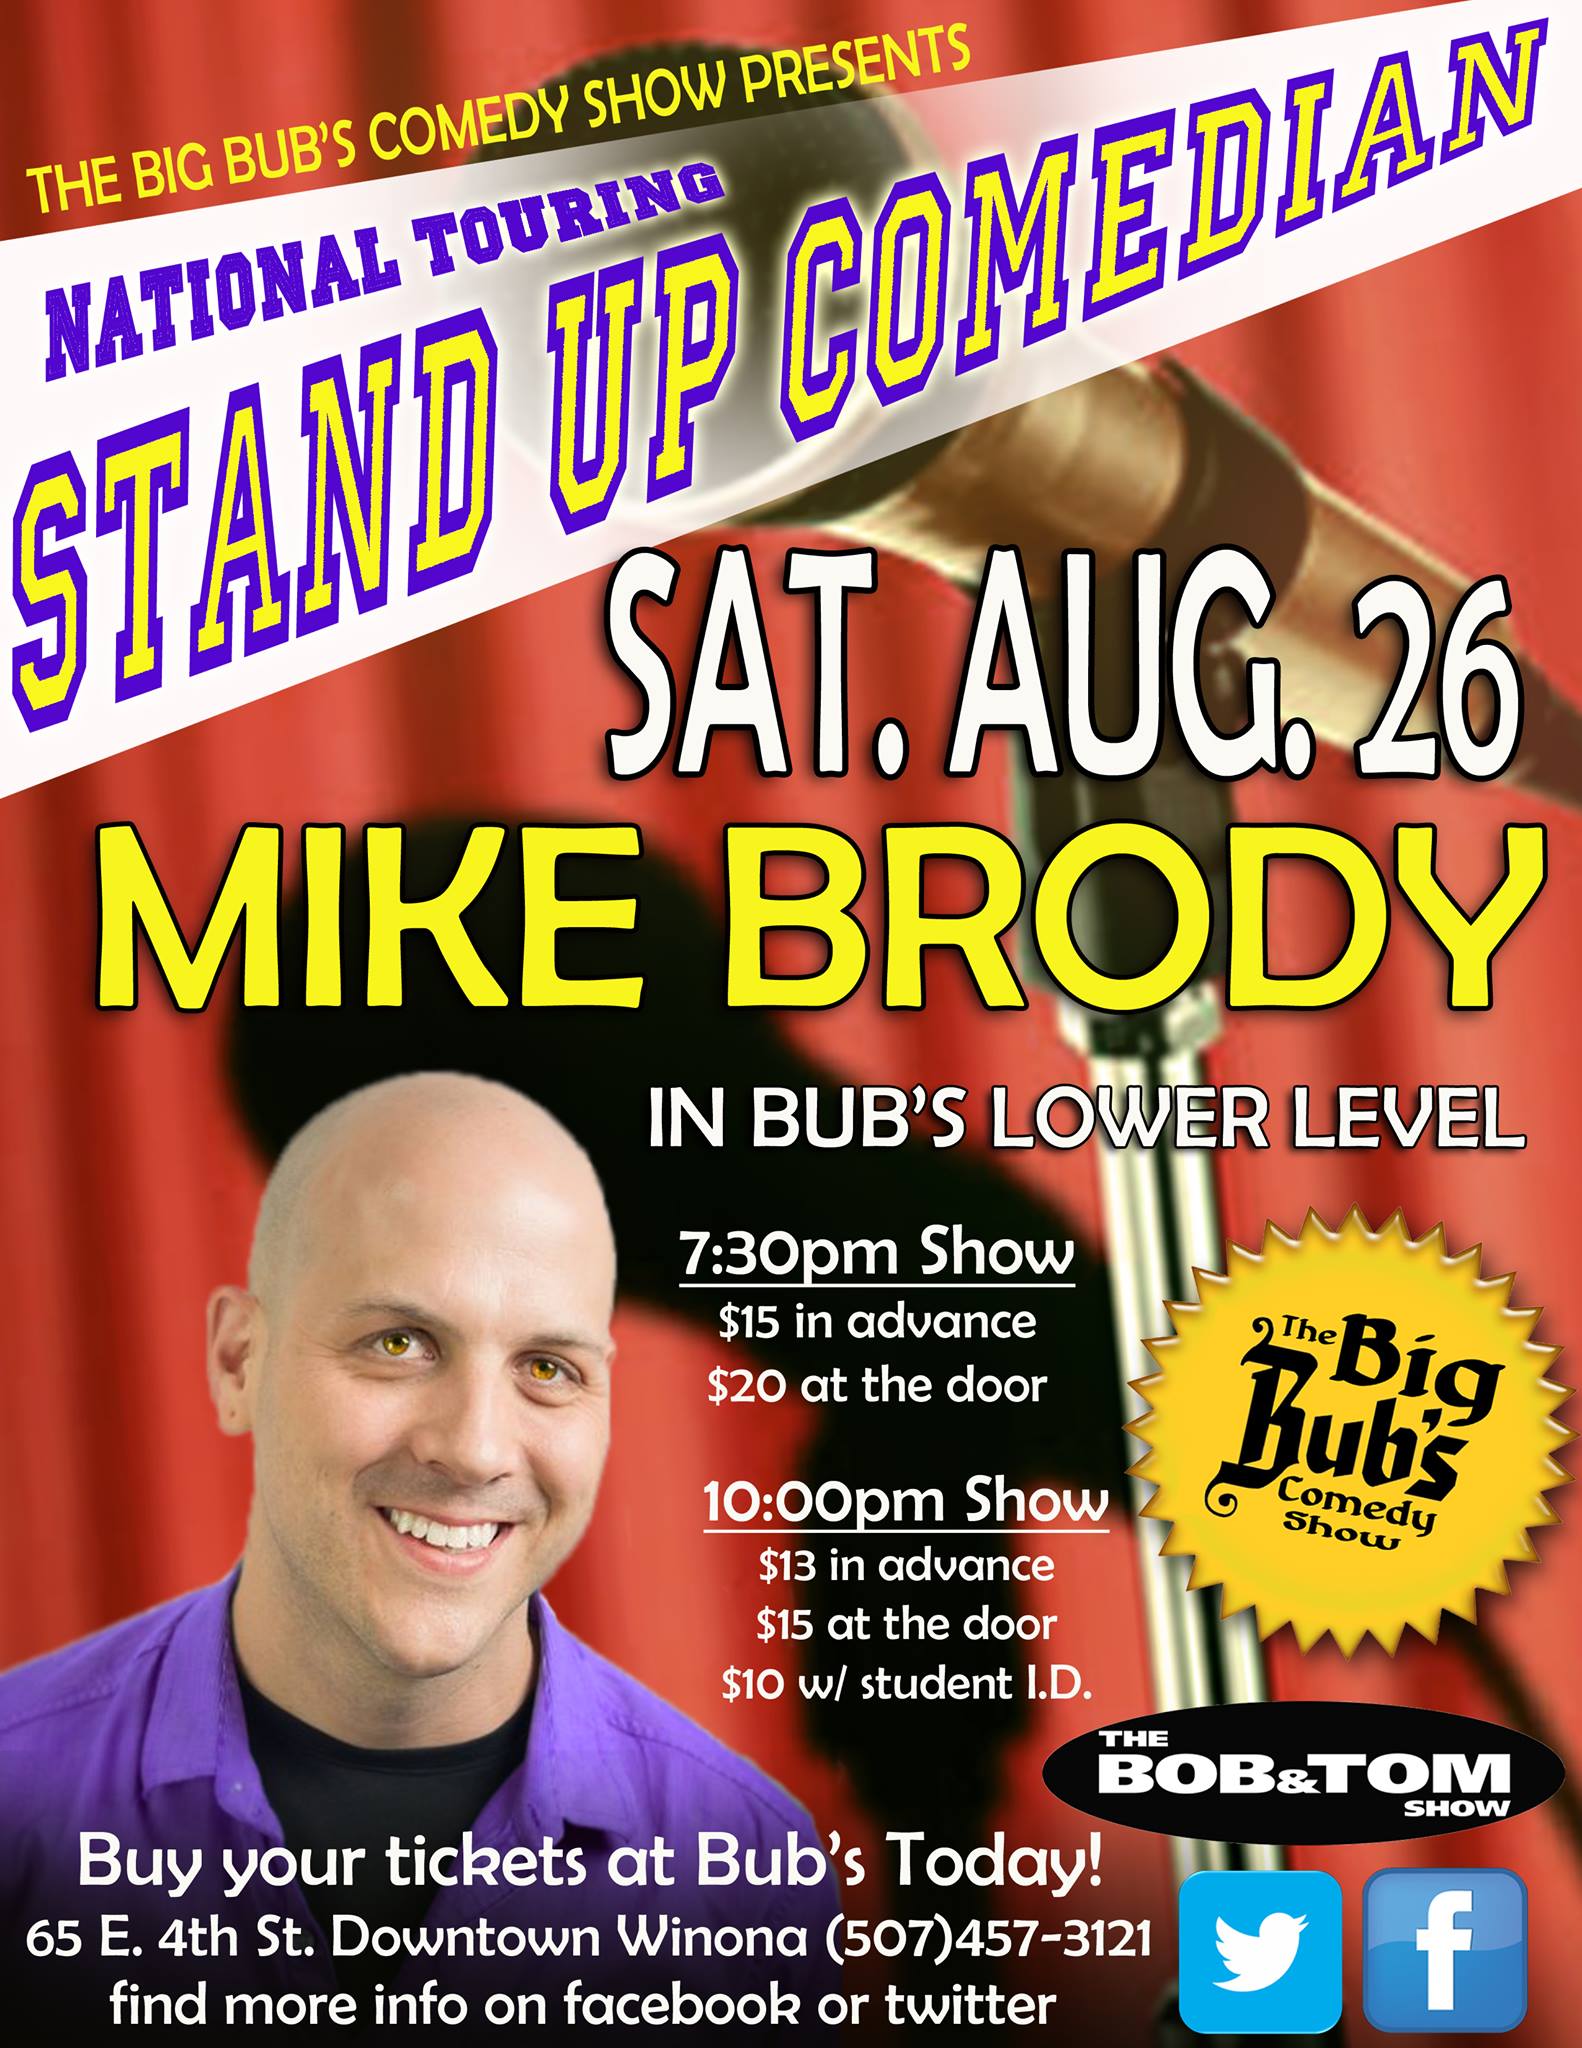 THE BIG BUB'S COMEDY SHOW PRESENTS
NATIONAL TOURING
STAND UP COMEDIAN
SAT. AUG. 26
MIKE BRODY
IN BUB'S LOWER LEVEL
7:30pm Show
$15 in advance
$20 at the door
10:00pm Show
$13 in advance
$15 at the door
$10 w/ student I.D.
The Big
Bub's
Comedy
Show
THE
BOB&TOM
SHOW
Buy your tickets at Bub's Today!
65 E. 4th St. Downtown Winona (507)457-3121
find more info on facebook or twitter
f